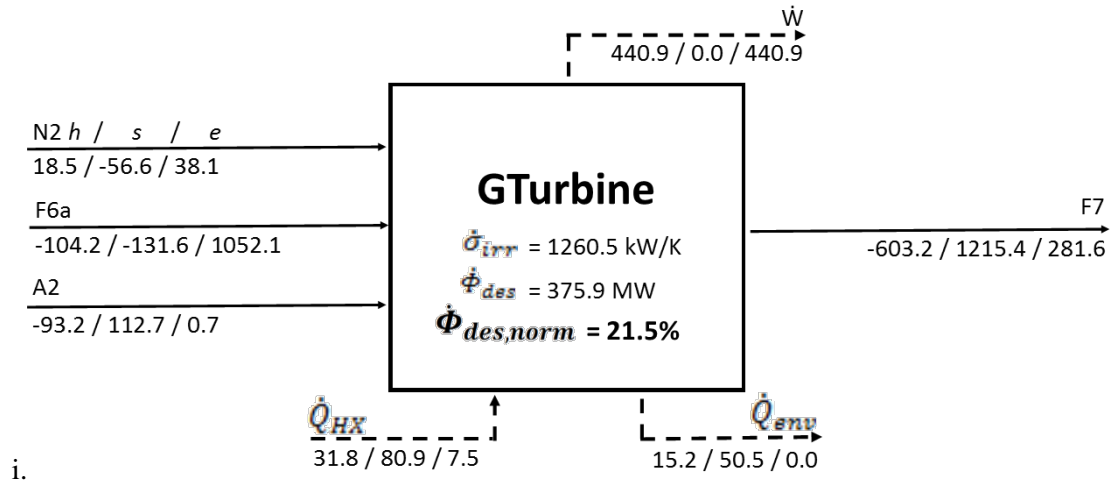 Ẇ
440.9 / 0.0 / 440.9
N2 h / s / e
18.5 / -56.6 / 38.1
F6a
-104.2 / -131.6 / 1052.1
A2
-93.2 / 112.7 / 0.7
GTurbine
σ̇irr = 1260.5 kW/K
Φ̇des = 375.9 MW
Φ̇des,norm = 21.5%
F7
-603.2 / 1215.4 / 281.6
Q̇HX
31.8 / 80.9 / 7.5
Q̇env
15.2 / 50.5 / 0.0
i.